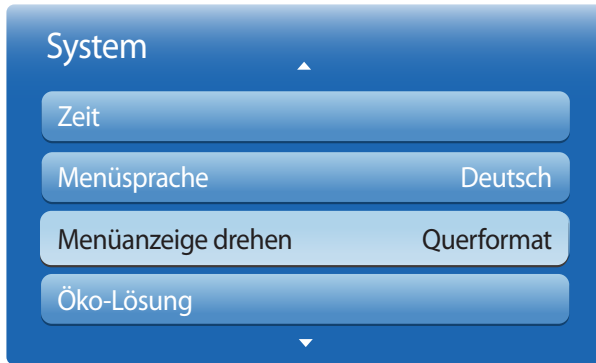 System
Zeit
Menüsprache Deutsch
Menüanzeige drehen Querformat
Öko-Lösung